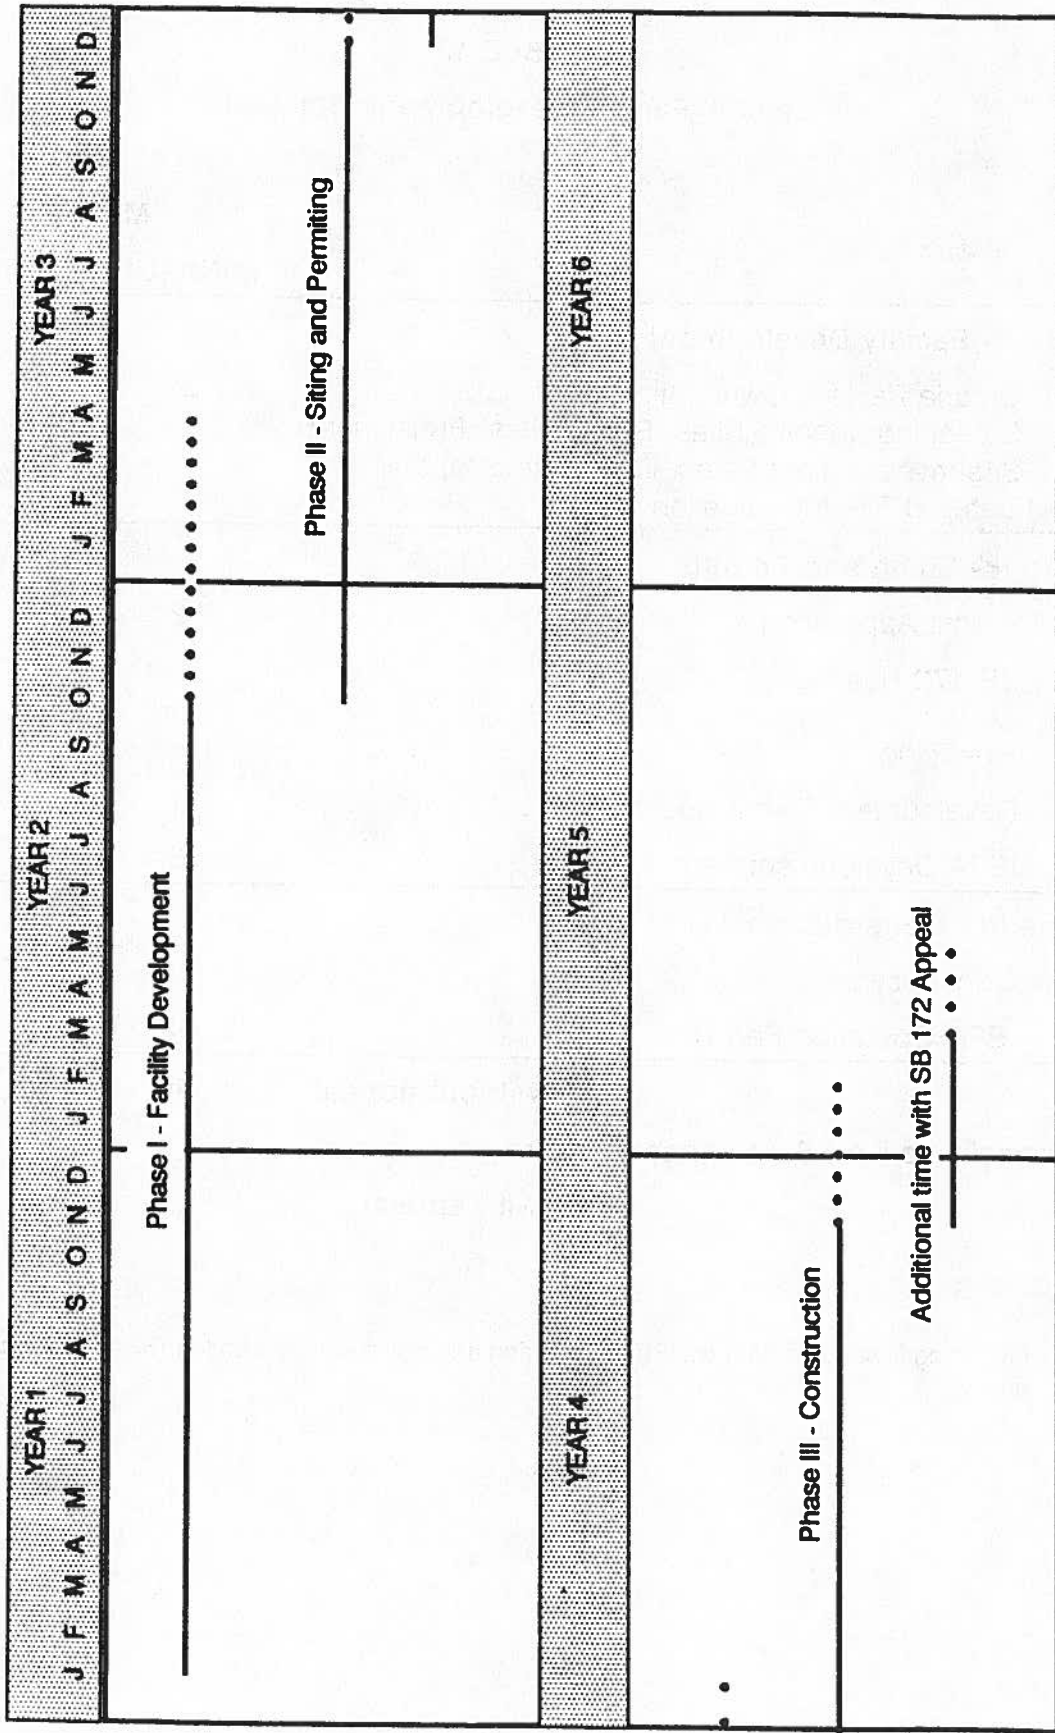 YEAR 1 YEAR 2 YEAR 3
J F M A M J J A S O N D J F M A M J J A S O N D J F M A M J J A S O N D
Phase I - Facility Development
Phase II - Siting and Permiting
YEAR 4 YEAR 5 YEAR 6
Phase III - Construction
Additional time with SB 172 Appeal